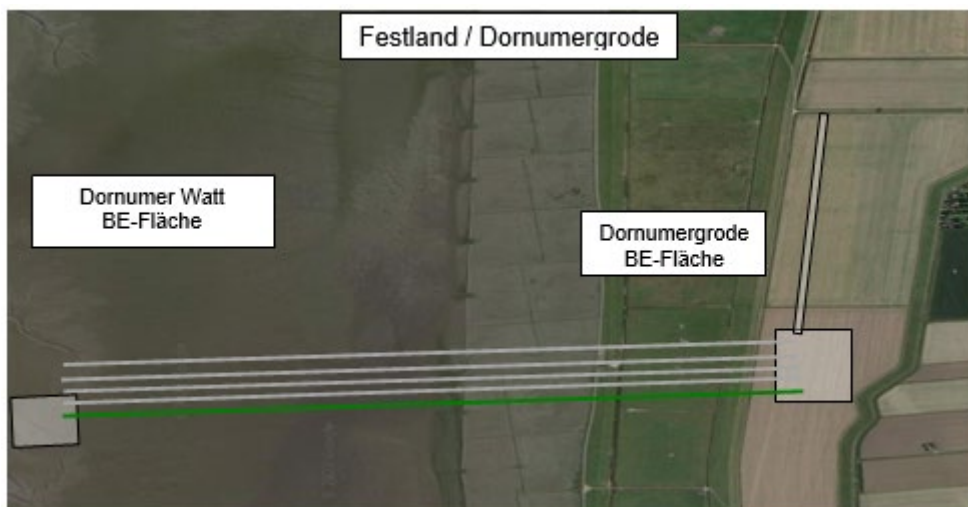 Festland / Dornumergrode
Dornumer Watt
BE-Fläche
Dornumergrode
BE-Fläche